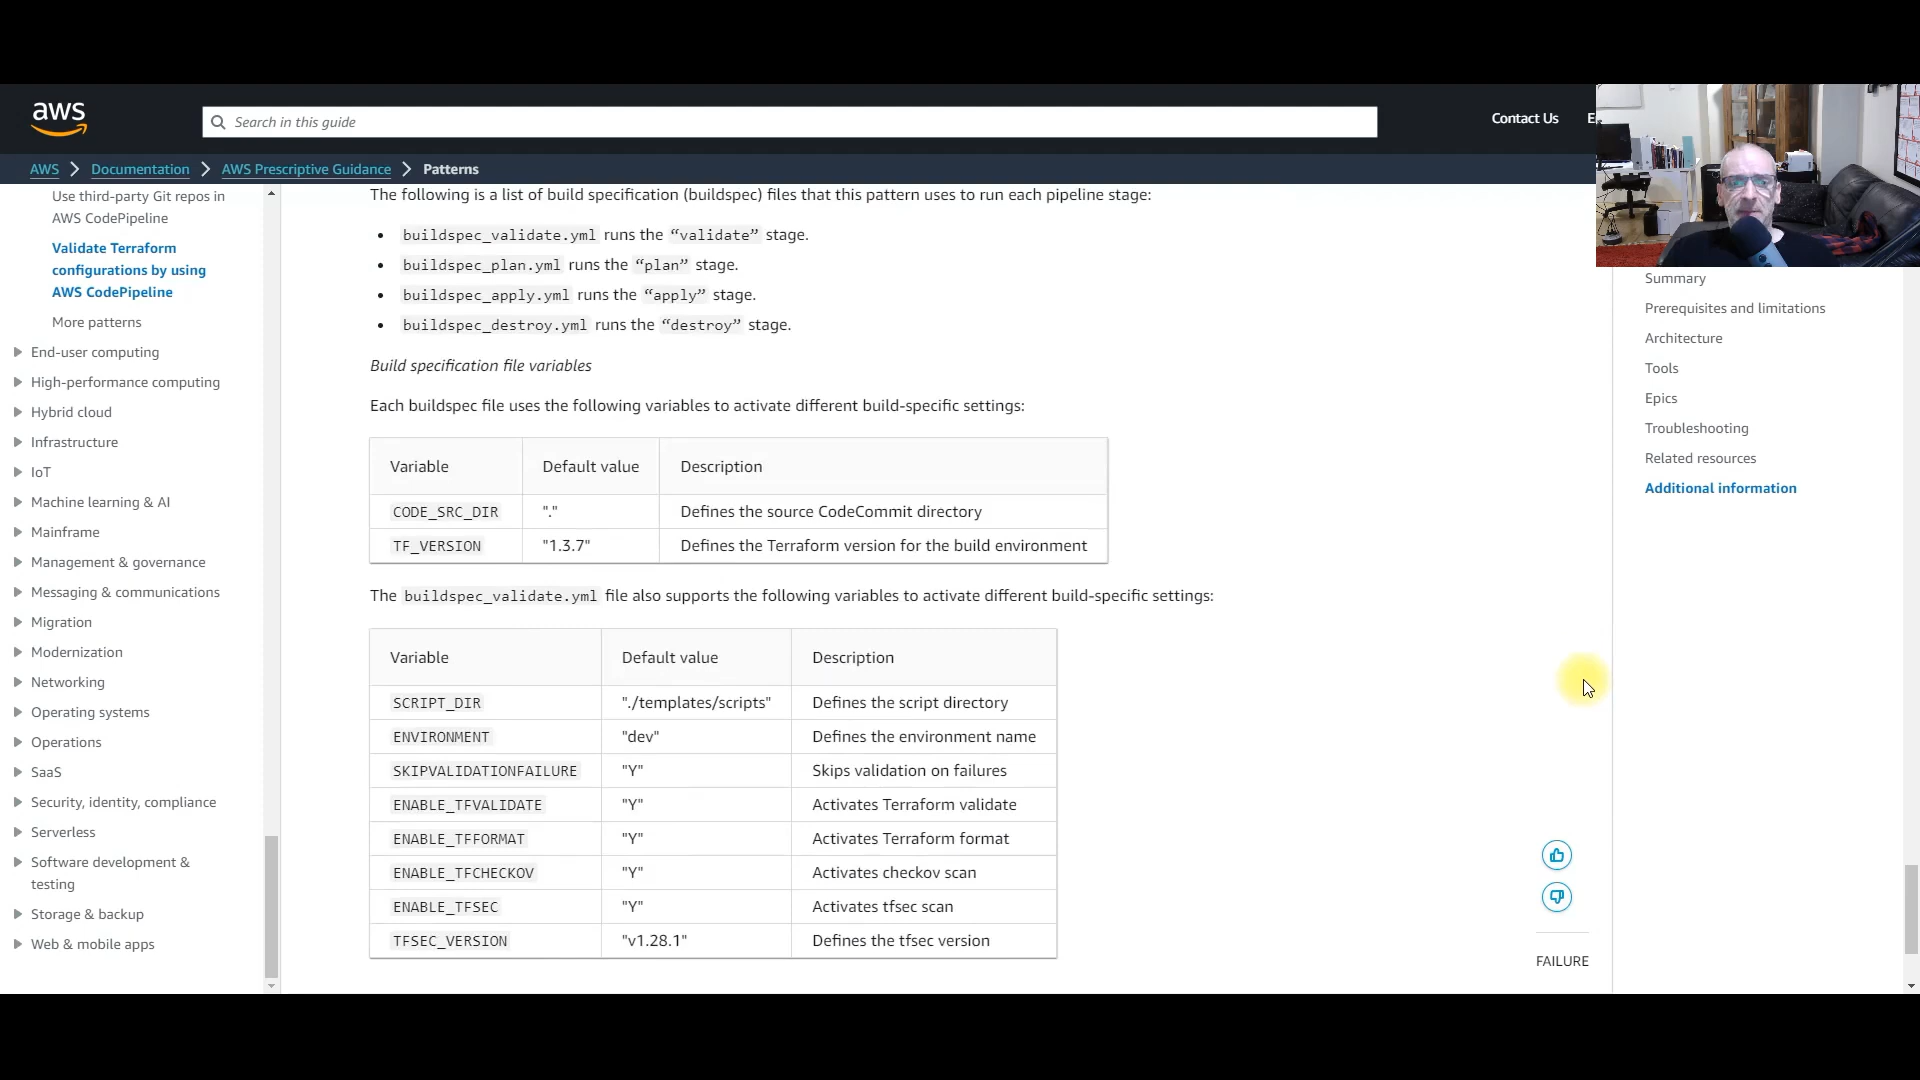 aws
Search in this guide
Contact Us
AWS > Documentation > AWS Prescriptive Guidance > Patterns
Use third-party Git repos in
AWS CodePipeline
Validate Terraform
configurations by using
AWS CodePipeline
More patterns
End-user computing
High-performance computing
Hybrid cloud
Infrastructure
IoT
Machine learning & AI
Mainframe
Management & governance
Messaging & communications
Migration
Modernization
Networking
Operating systems
Operations
SaaS
Security, identity, compliance
Serverless
Software development &
testing
Storage & backup
Web & mobile apps
The following is a list of build specification (buildspec) files that this pattern uses to run each pipeline stage:
• buildspec_validate.yml runs the “validate” stage.
• buildspec_plan.yml runs the “plan” stage.
• buildspec_apply.yml runs the “apply” stage.
• buildspec_destroy.yml runs the “destroy” stage.
Build specification file variables
Each buildspec file uses the following variables to activate different build-specific settings:
Variable Default value Description
CODE_SRC_DIR "." Defines the source CodeCommit directory
TF_VERSION "1.3.7" Defines the Terraform version for the build environment
The buildspec_validate.yml file also supports the following variables to activate different build-specific settings:
Variable Default value Description
SCRIPT_DIR "./templates/scripts" Defines the script directory
ENVIRONMENT "dev" Defines the environment name
SKIPVALIDATIONFAILURE "Y" Skips validation on failures
ENABLE_TFVALIDATE "Y" Activates Terraform validate
ENABLE_TFFORMAT "Y" Activates Terraform format
ENABLE_TFCHECKOV "Y" Activates checkov scan
ENABLE_TFSEC "Y" Activates tfsec scan
TFSEC_VERSION "v1.28.1" Defines the tfsec version
FAILURE
Summary
Prerequisites and limitations
Architecture
Tools
Epics
Troubleshooting
Related resources
Additional information